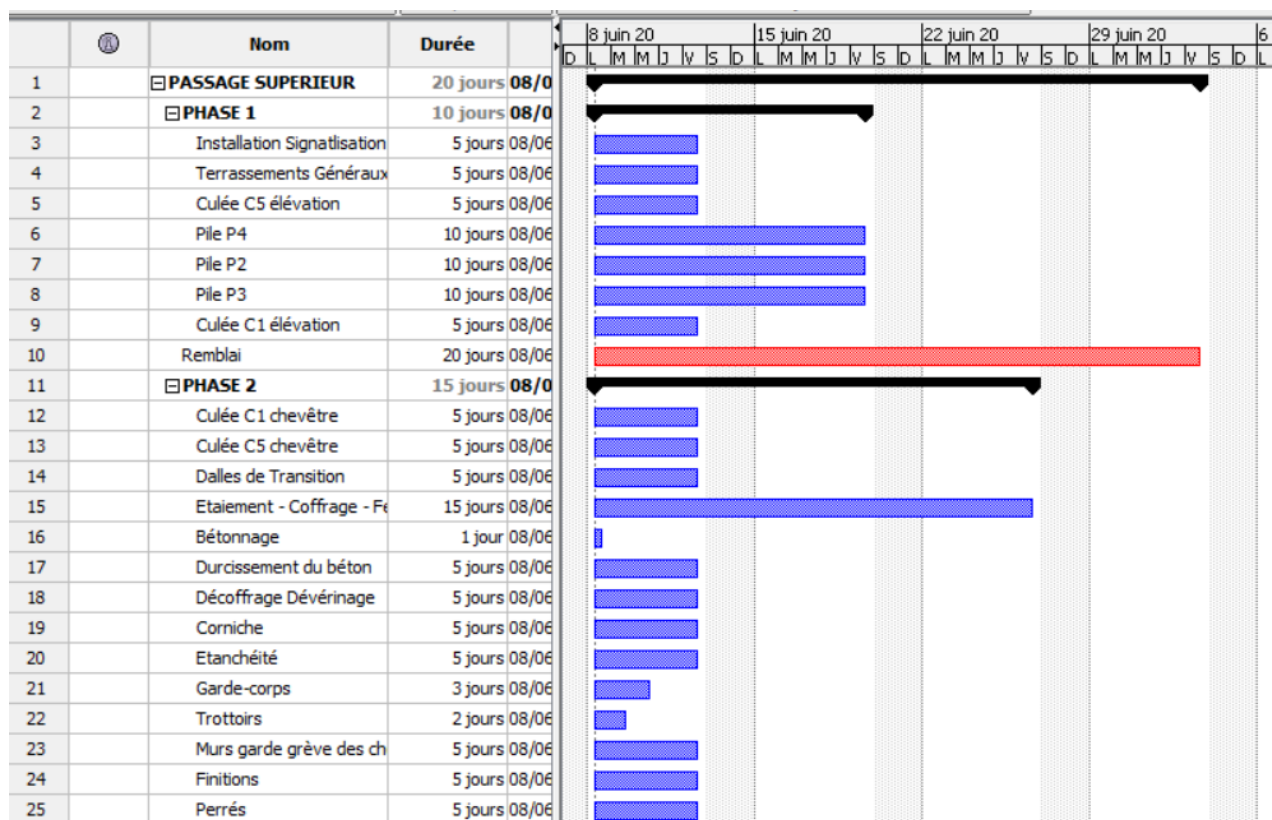 Nom Durée 8 juin 20 15 juin 20 22 juin 20 29 juin 20 6
D L M M J V S D L M M J V S D L M M J V S D L M M J V S D L
1 PASSAGE SUPERIEUR 20 jours 08/0
2 PHASE 1 10 jours 08/0
3 Installation Signatlisation 5 jours 08/06
4 Terrassements Généraux 5 jours 08/06
5 Culée C5 élévation 5 jours 08/06
6 Pile P4 10 jours 08/06
7 Pile P2 10 jours 08/06
8 Pile P3 10 jours 08/06
9 Culée C1 élévation 5 jours 08/06
10 Remblai 20 jours 08/06
11 PHASE 2 15 jours 08/0
12 Culée C1 chevêtre 5 jours 08/06
13 Culée C5 chevêtre 5 jours 08/06
14 Dalles de Transition 5 jours 08/06
15 Etaiement - Coffrage - Fe 15 jours 08/06
16 Bétonnage 1 jour 08/06
17 Durcissement du béton 5 jours 08/06
18 Décoffrage Dévérinage 5 jours 08/06
19 Corniche 5 jours 08/06
20 Etanchéité 5 jours 08/06
21 Garde-corps 3 jours 08/06
22 Trottoirs 2 jours 08/06
23 Murs garde grève des ch 5 jours 08/06
24 Finitions 5 jours 08/06
25 Perrés 5 jours 08/06